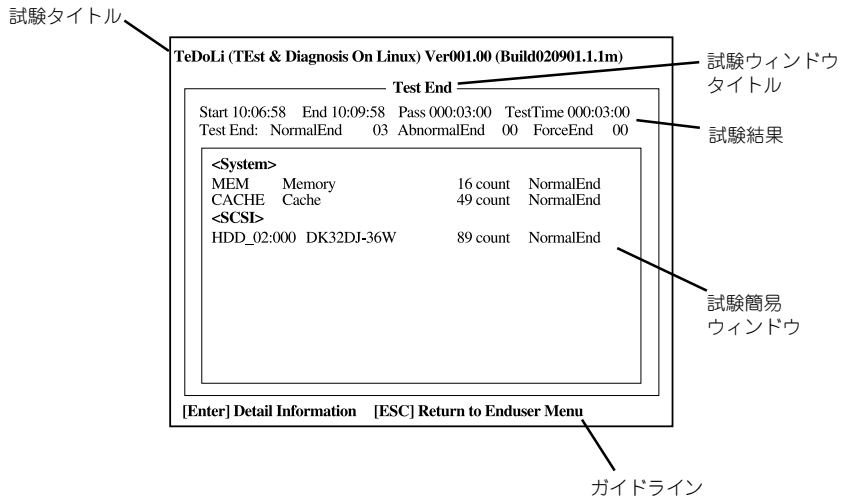 試験タイトル
TeDoLi (TEst & Diagnosis On Linux) Ver001.00 (Build020901.1.1m)
試験ウィンドウ
タイトル
Test End
Start 10:06:58 End 10:09:58 Pass 000:03:00 TestTime 000:03:00
Test End: NormalEnd 03 AbnormalEnd 00 ForceEnd 00
試験結果
<System>
MEM Memory 16 count NormalEnd
CACHE Cache 49 count NormalEnd
<SCSI>
HDD_02:000 DK32DJ-36W 89 count NormalEnd
試験簡易
ウィンドウ
[Enter] Detail Information [ESC] Return to Enduser Menu
ガイドライン